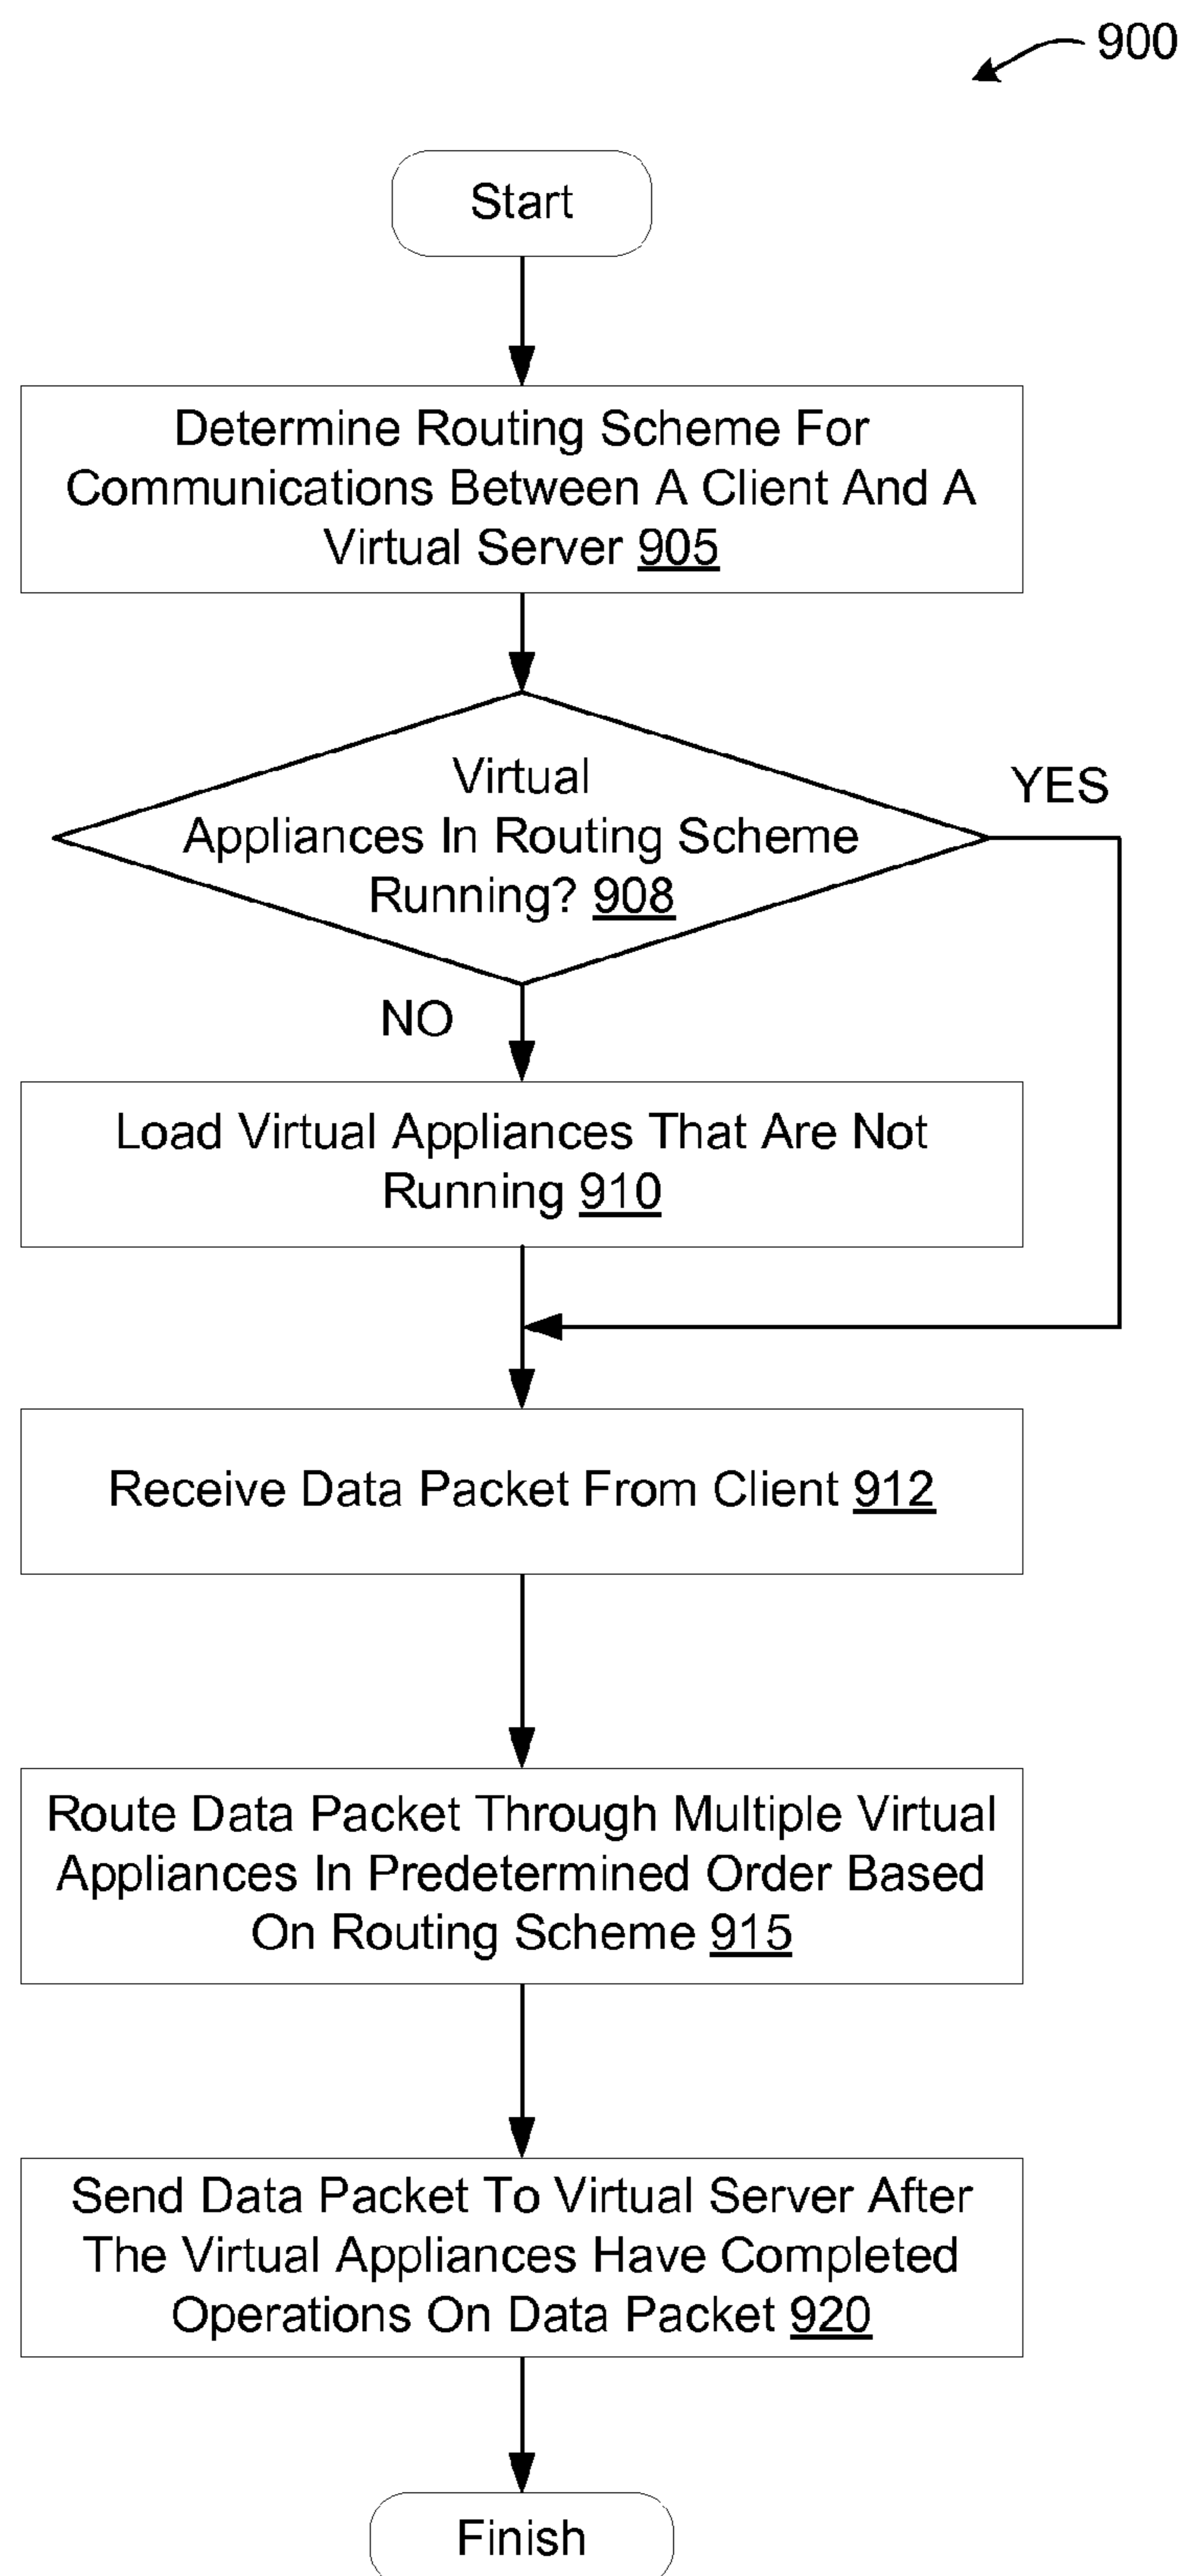 900
Start
Determine Routing Scheme For
Communications Between A Client And A
Virtual Server 905
Virtual
Appliances In Routing Scheme
Running? 908
YES
NO
Load Virtual Appliances That Are Not
Running 910
Receive Data Packet From Client 912
Route Data Packet Through Multiple Virtual
Appliances In Predetermined Order Based
On Routing Scheme 915
Send Data Packet To Virtual Server After
The Virtual Appliances Have Completed
Operations On Data Packet 920
Finish